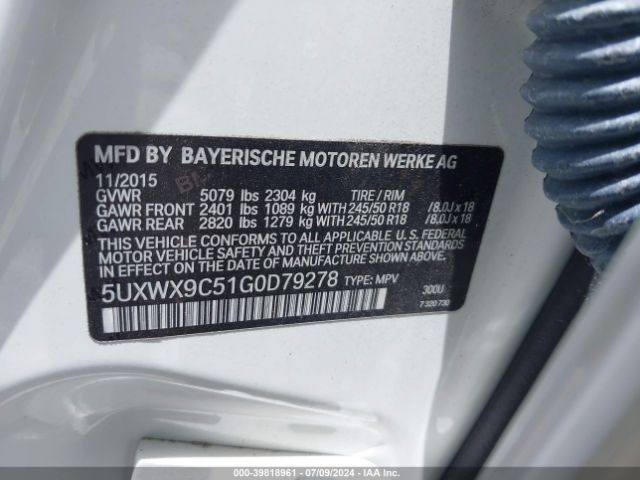 MFD BY BAYERISCHE MOTOREN WERKE AG
11/2015
GVWR 5079 lbs 2304 kg TIRE / RIM
GAWR FRONT 2401 lbs 1089 kg WITH 245/50 R18 /8.0J x 18
GAWR REAR 2820 lbs 1279 kg WITH 245/50 R18 /8.0J x 18
THIS VEHICLE CONFORMS TO ALL APPLICABLE U.S. FEDERAL
MOTOR VEHICLE SAFETY AND THEFT PREVENTION STANDARDS
IN EFFECT ON THE DATE OF MANUFACTURE SHOWN ABOVE.
5UXWX9C51G0D79278 TYPE: MPV 300U
7 320 730
000-39818961 / 07/09/2024 / IAA Inc.